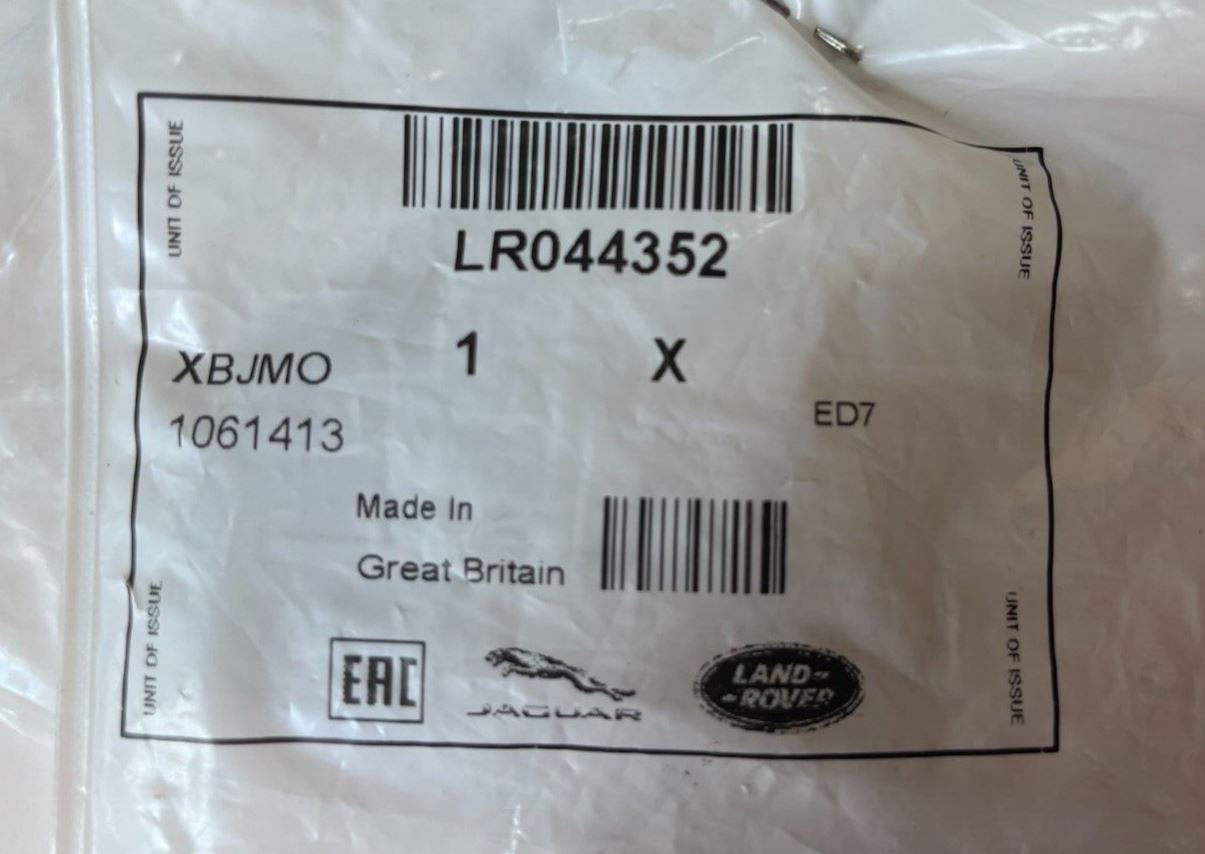 UNIT OF ISSUE
UNIT OF ISSUE
LR044352
1 X
XBJMO
ED7
1061413
Made In
Great Britain
UNIT OF ISSUE
UNIT OF ISSUE
EAC
JAGUAR
LAND-
-ROVER